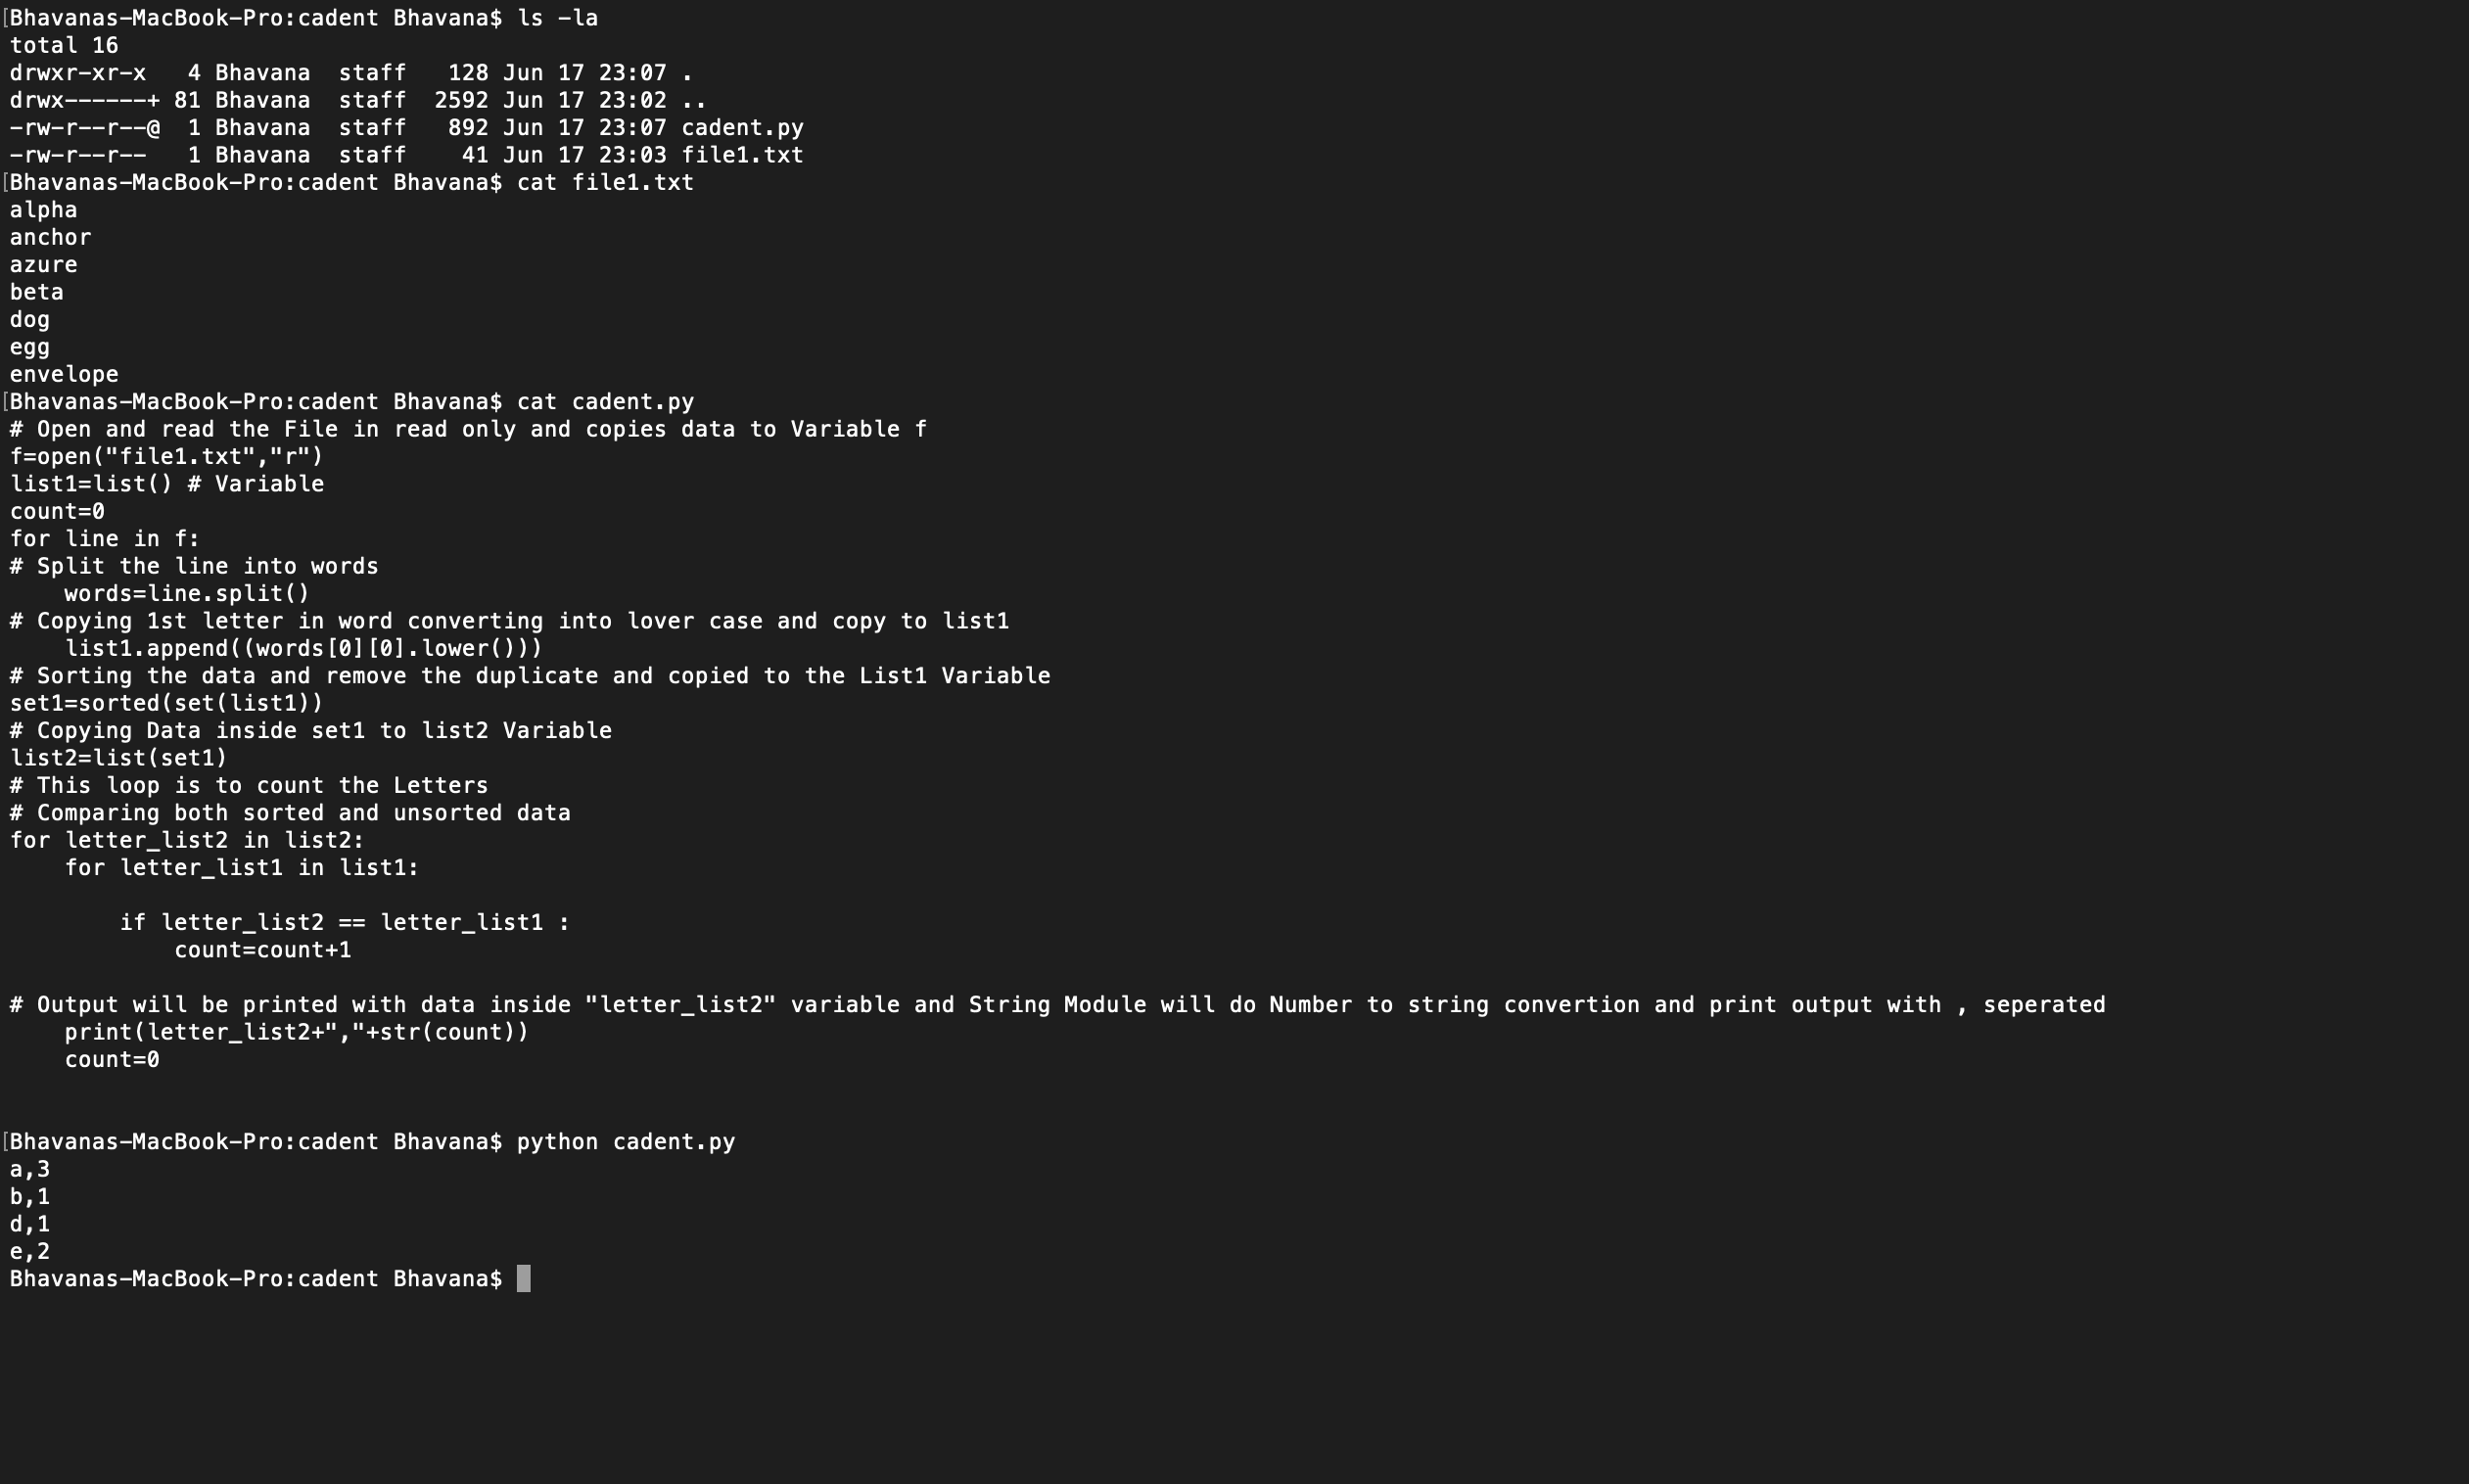 [Bhavanas-MacBook-Pro:cadent Bhavana$ ls -la
total 16
drwxr-xr-x   4 Bhavana  staff   128 Jun 17 23:07 .
drwx------+ 81 Bhavana  staff  2592 Jun 17 23:02 ..
-rw-r--r--@  1 Bhavana  staff   892 Jun 17 23:07 cadent.py
-rw-r--r--   1 Bhavana  staff    41 Jun 17 23:03 file1.txt
[Bhavanas-MacBook-Pro:cadent Bhavana$ cat file1.txt
alpha
anchor
azure
beta
dog
egg
envelope
[Bhavanas-MacBook-Pro:cadent Bhavana$ cat cadent.py
# Open and read the File in read only and copies data to Variable f
f=open("file1.txt","r")
list1=list() # Variable
count=0
for line in f:
# Split the line into words
    words=line.split()
# Copying 1st letter in word converting into lover case and copy to list1
    list1.append((words[0][0].lower()))
# Sorting the data and remove the duplicate and copied to the List1 Variable
set1=sorted(set(list1))
# Copying Data inside set1 to list2 Variable
list2=list(set1)
# This loop is to count the Letters
# Comparing both sorted and unsorted data
for letter_list2 in list2:
    for letter_list1 in list1:
        if letter_list2 == letter_list1 :
            count=count+1
# Output will be printed with data inside "letter_list2" variable and String Module will do Number to string convertion and print output with , seperated
    print(letter_list2+","+str(count))
    count=0
[Bhavanas-MacBook-Pro:cadent Bhavana$ python cadent.py
a,3
b,1
d,1
e,2
Bhavanas-MacBook-Pro:cadent Bhavana$